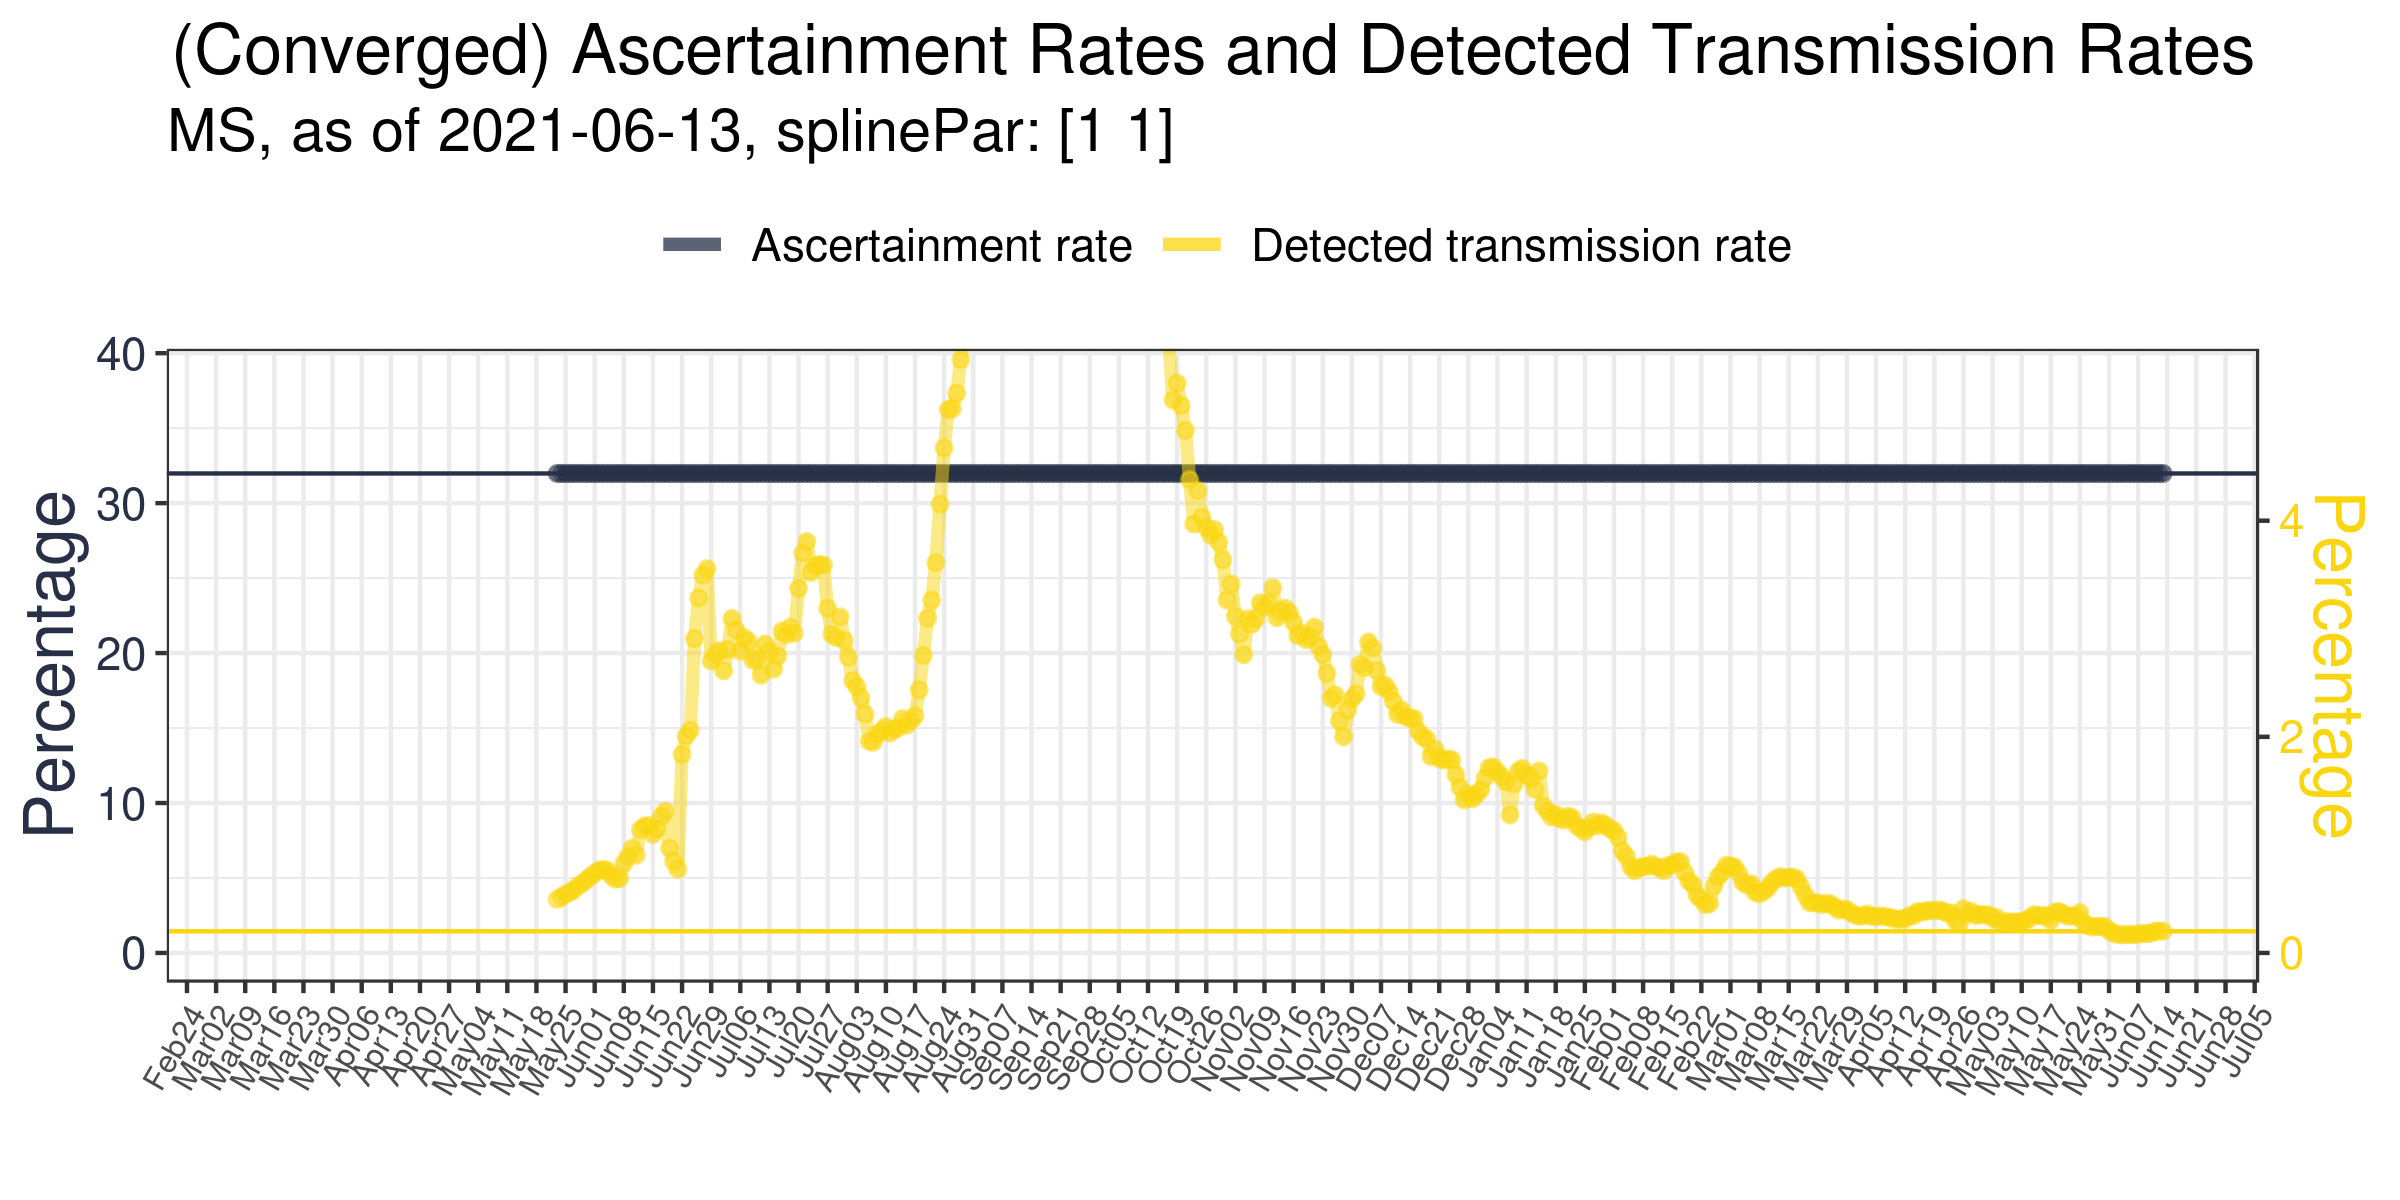 (Converged) Ascertainment Rates and Detected Transmission Rates
MS, as of 2021-06-13, splinePar: [1 1]
Ascertainment rate
Detected transmission rate
Percentage
40
30
20
10
0
4
2
0
Percentage
Feb24
Mar02
Mar09
Mar16
Mar23
Mar30
Apr06
Apr13
Apr20
Apr27
May04
May11
May18
May25
Jun01
Jun08
Jun15
Jun22
Jun29
Jul06
Jul13
Jul20
Jul27
Aug03
Aug10
Aug17
Aug24
Aug31
Sep07
Sep14
Sep21
Sep28
Oct05
Oct12
Oct19
Oct26
Nov02
Nov09
Nov16
Nov23
Nov30
Dec07
Dec14
Dec21
Dec28
Jan04
Jan11
Jan18
Jan25
Feb01
Feb08
Feb15
Feb22
Mar01
Mar08
Mar15
Mar22
Mar29
Apr05
Apr12
Apr19
Apr26
May03
May10
May17
May24
May31
Jun07
Jun14
Jun21
Jun28
Jul05